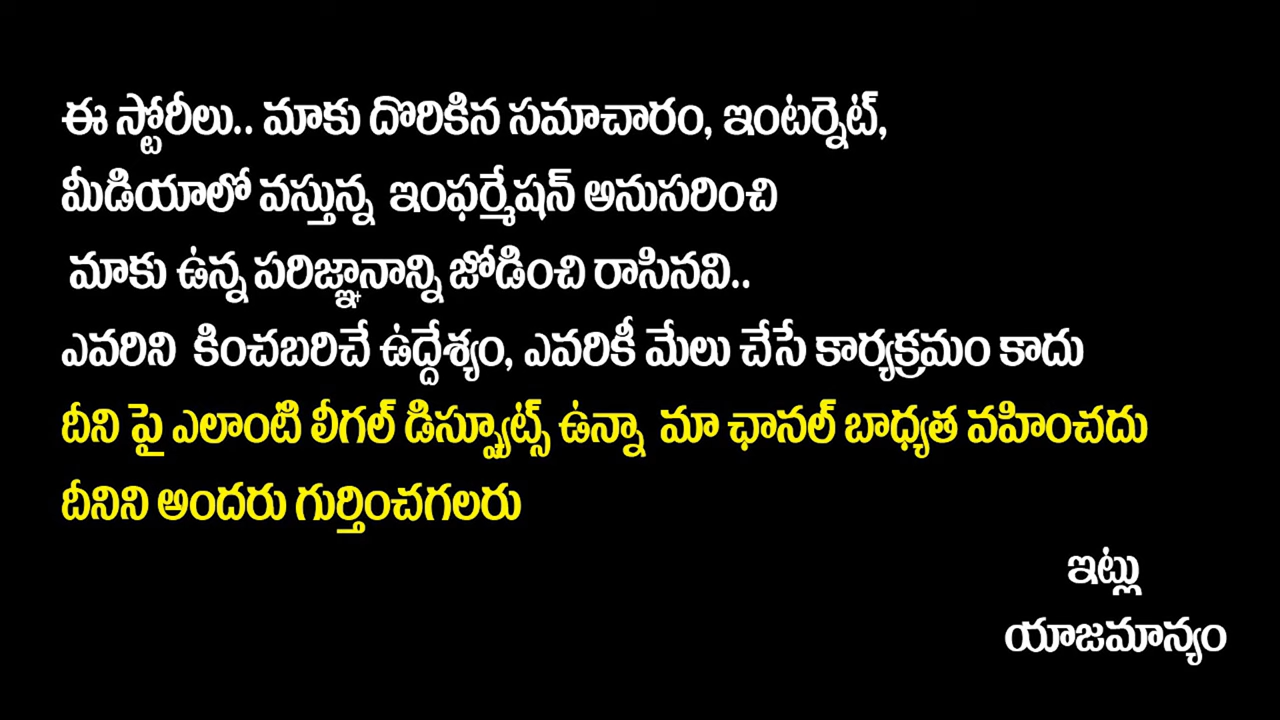 ఈ స్టోరీలు.. మాకు దొరికిన సమాచారం, ఇంటర్నెట్,
మీడియాలో వస్తున్న ఇంఫర్మేషన్ అనుసరించి
మాకు ఉన్న పరిజ్ఞానాన్ని జోడించి రాసినవి..
ఎవరిని కించబరిచే ఉద్దేశ్యం, ఎవరికీ మేలు చేసే కార్యక్రమం కాదు
దీని పై ఎలాంటి లీగల్ డిస్ప్యూట్స్ ఉన్నా మా ఛానల్ బాధ్యత వహించదు
దీనిని అందరు గుర్తించగలరు
ఇట్లు
యాజమాన్యం